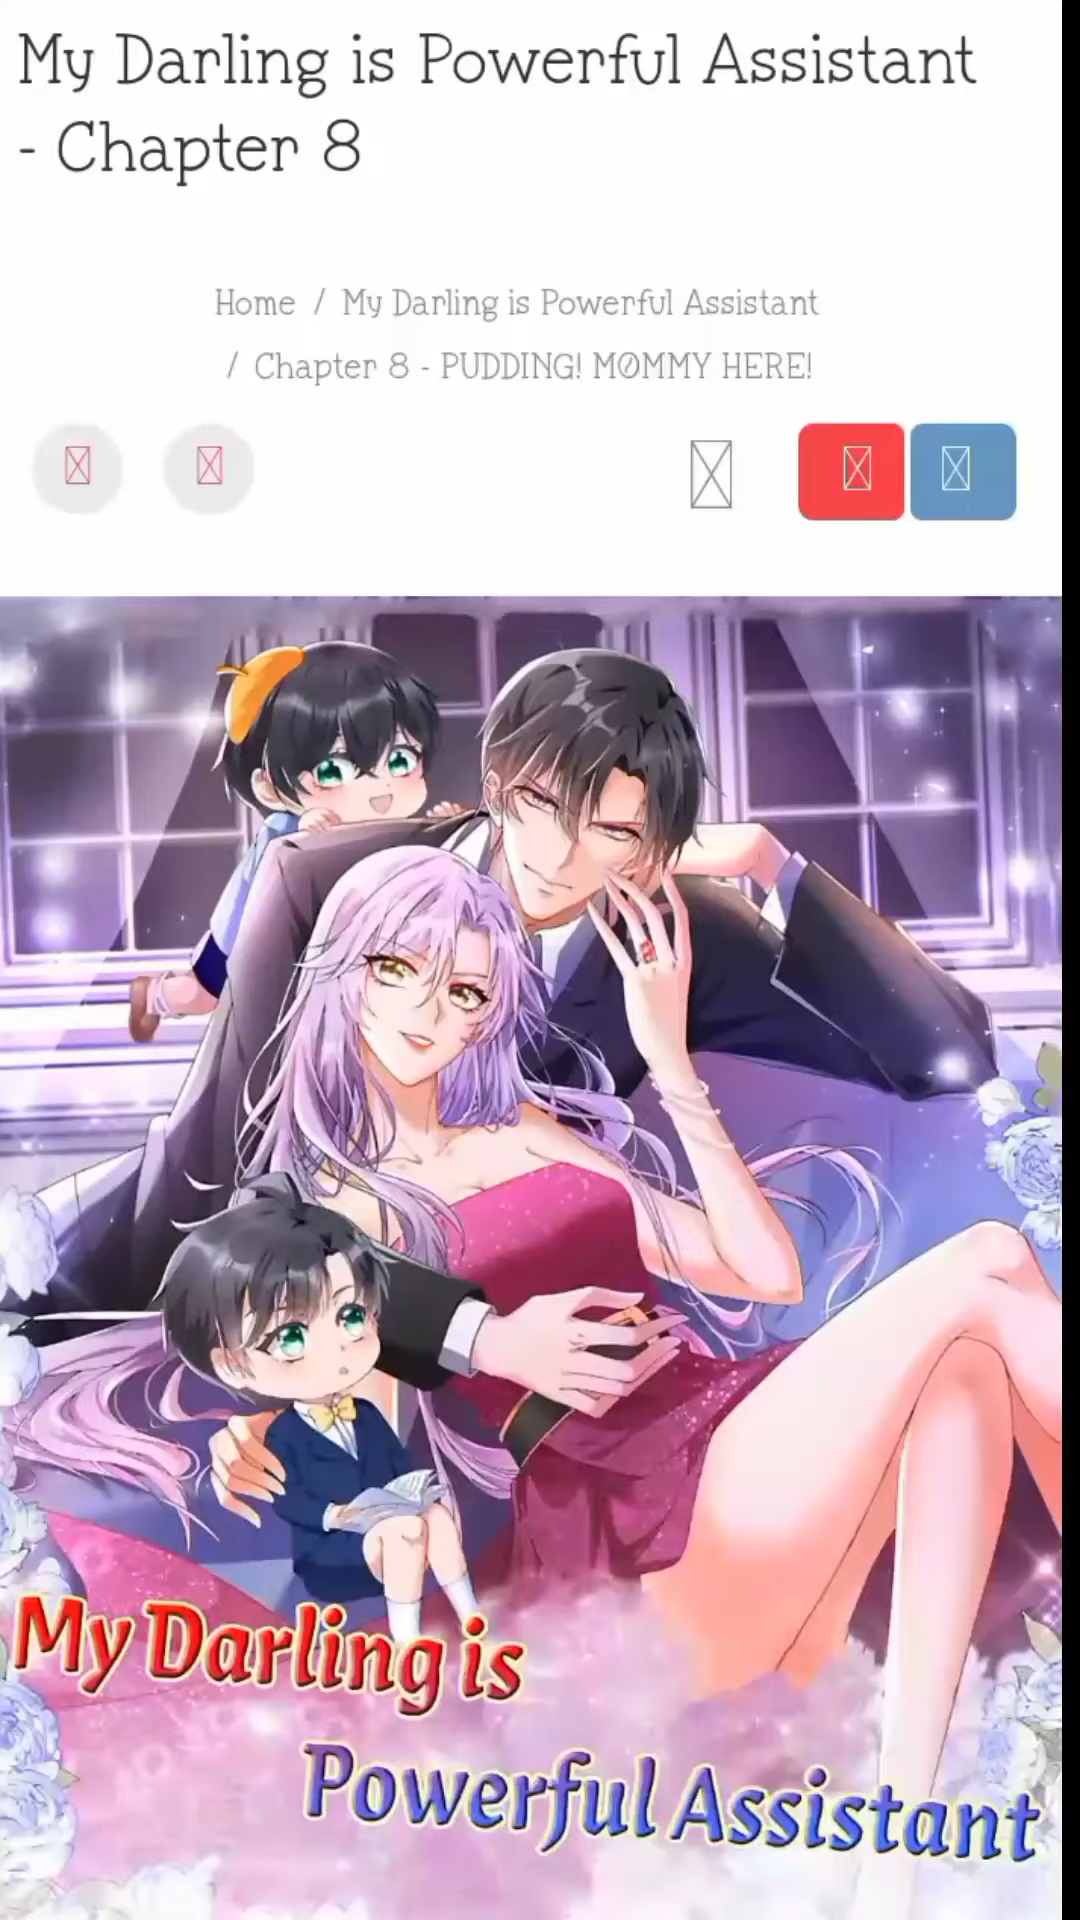 My Darling is Powerful Assistant
- Chapter 8
Home / My Darling is Powerful Assistant
/ Chapter 8 - PUDDING! MOMMY HERE!
My Darling is
Powerful Assistant